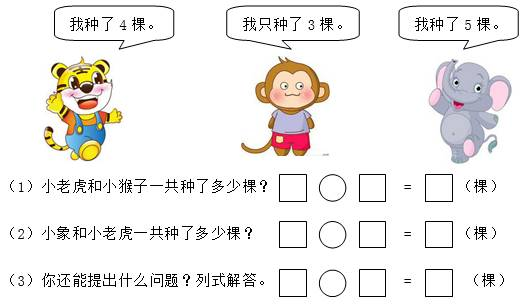 我种了 4 棵。
我只种了 3 棵。
我种了 5 棵。
（1）小老虎和小猴子一共种了多少棵？ □ ○ □ = □（棵）
（2）小象和小老虎一共种了多少棵？ □ ○ □ = □（棵）
（3）你还能提出什么问题？列式解答。 □ ○ □ = □（棵）